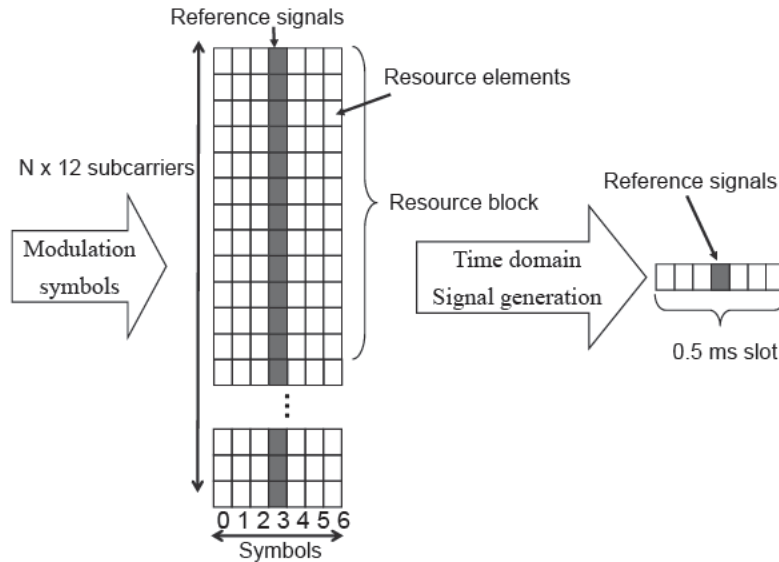 Reference signals
Resource elements
N x 12 subcarriers
Resource block
Modulation
symbols
Reference signals
Time domain
Signal generation
0.5 ms slot
0 1 2 3 4 5 6
Symbols